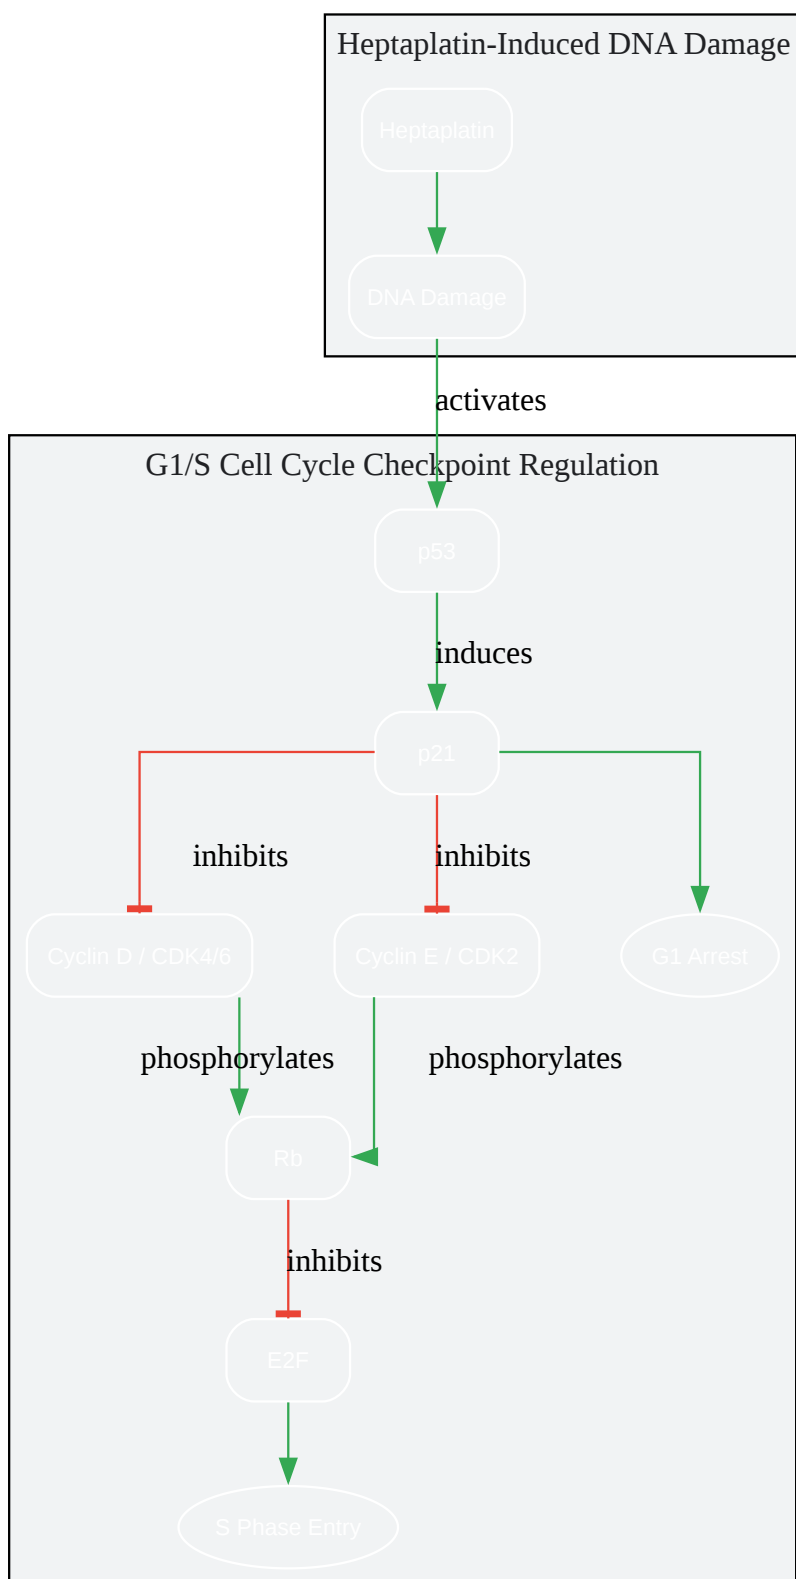 Heptaplatin-Induced DNA Damage
Heptaplatin
DNA Damage
activates
G1/S Cell Cycle Checkpoint Regulation
p53
induces
p21
inhibits
inhibits
Cyclin D / CDK4/6
Cyclin E / CDK2
G1 Arrest
phosphorylates
phosphorylates
Rb
inhibits
E2F
S Phase Entry